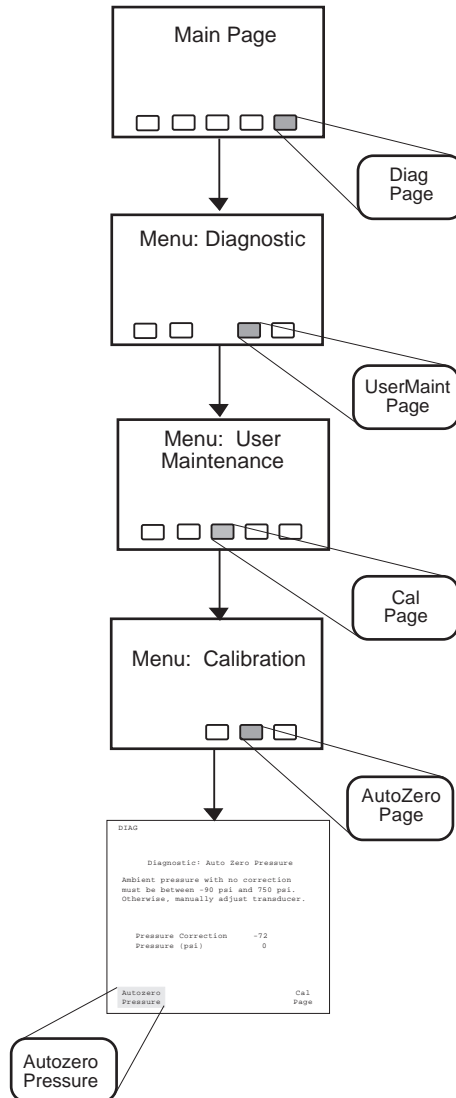 Main Page
Diag
Page
Menu: Diagnostic
UserMaint
Page
Menu: User
Maintenance
Cal
Page
Menu: Calibration
AutoZero
Page
DIAG
Diagnostic: Auto Zero Pressure
Ambient pressure with no correction
must be between -90 psi and 750 psi.
Otherwise, manually adjust transducer.
Pressure Correction -72
Pressure (psi) 0
Autozero Cal
Pressure Page
Autozero
Pressure